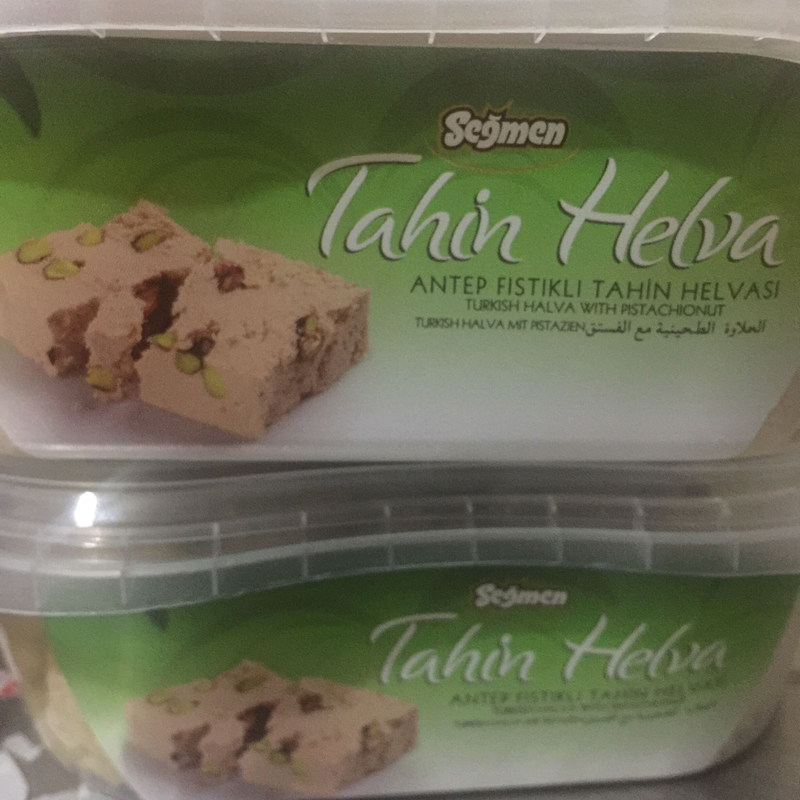 Seğmen
Tahin Helva
ANTEP FISTIKLI TAHİN HELVASI
TURKISH HALVA WITH PISTACHIONUT
TURKISH HALVA MIT PISTAZIEN الحلاوة الطحينية مع الفستق
Seğmen
Tahin Helva
ANTEP FISTIKLI TAHİN HELVASI